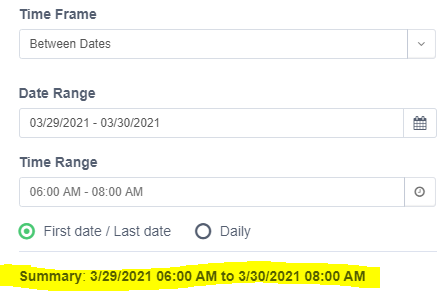 Time Frame
Between Dates
Date Range
03/29/2021 - 03/30/2021
Time Range
06:00 AM - 08:00 AM
First date / Last date Daily
Summary: 3/29/2021 06:00 AM to 3/30/2021 08:00 AM